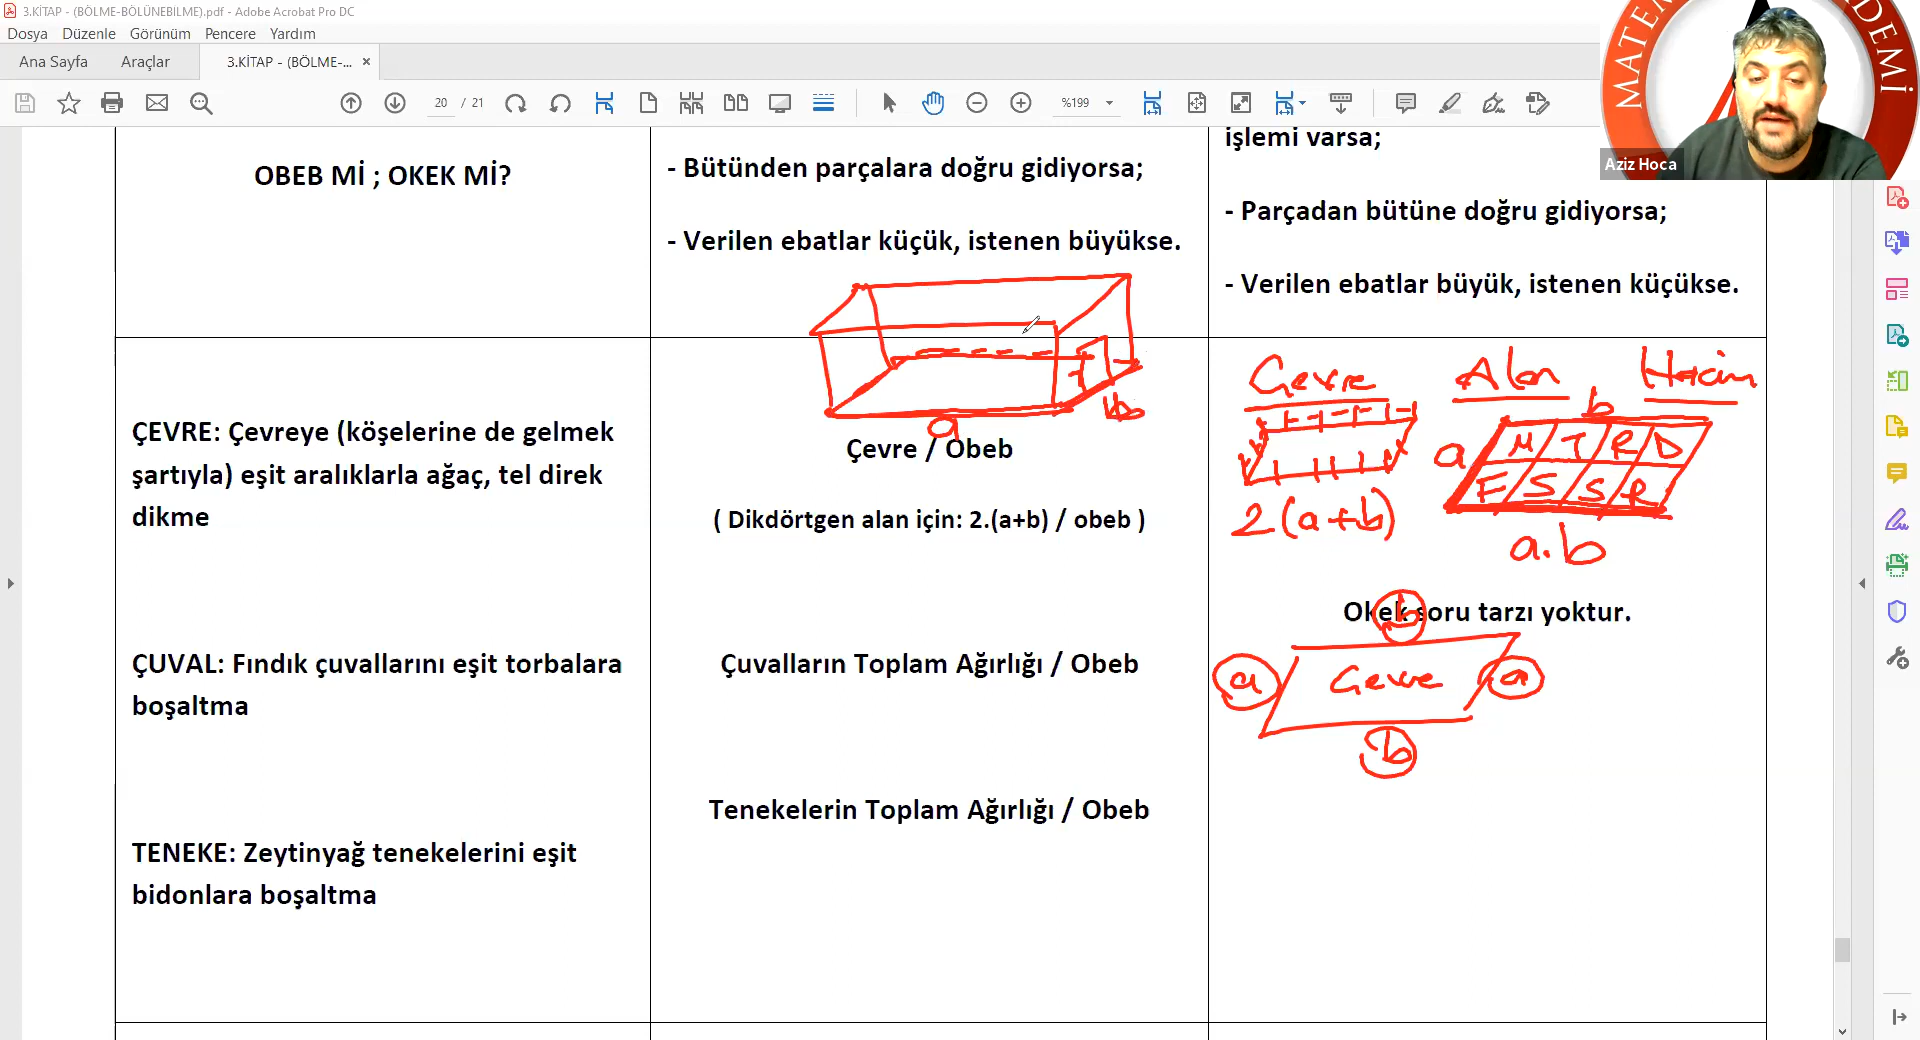 3.KİTAP - (BÖLME-BÖLÜNEBİLME).pdf - Adobe Acrobat Pro DC
Dosya Düzenle Görünüm Pencere Yardım
Ana Sayfa Araçlar 3.KİTAP - (BÖLME-... ×
20 / 21 %199
MATEM
DEMİ
Aziz Hoca
OBEB Mİ ; OKEK Mİ?
- Bütünden parçalara doğru gidiyorsa;
- Verilen ebatlar küçük, istenen büyükse.
işlemi varsa;
- Parçadan bütüne doğru gidiyorsa;
- Verilen ebatlar büyük, istenen küçükse.
a
b
ÇEVRE: Çevreye (köşelerine de gelmek
şartıyla) eşit aralıklarla ağaç, tel direk
dikme
Çevre / Obeb
( Dikdörtgen alan için: 2.(a+b) / obeb )
Çevre Alan Hacim
b
a M T R D
F S S R
2(a+b)
a.b
Okek soru tarzı yoktur.
b
a Çevre a
b
ÇUVAL: Fındık çuvallarını eşit torbalara
boşaltma
Çuvalların Toplam Ağırlığı / Obeb
TENEKE: Zeytinyağ tenekelerini eşit
bidonlara boşaltma
Tenekelerin Toplam Ağırlığı / Obeb